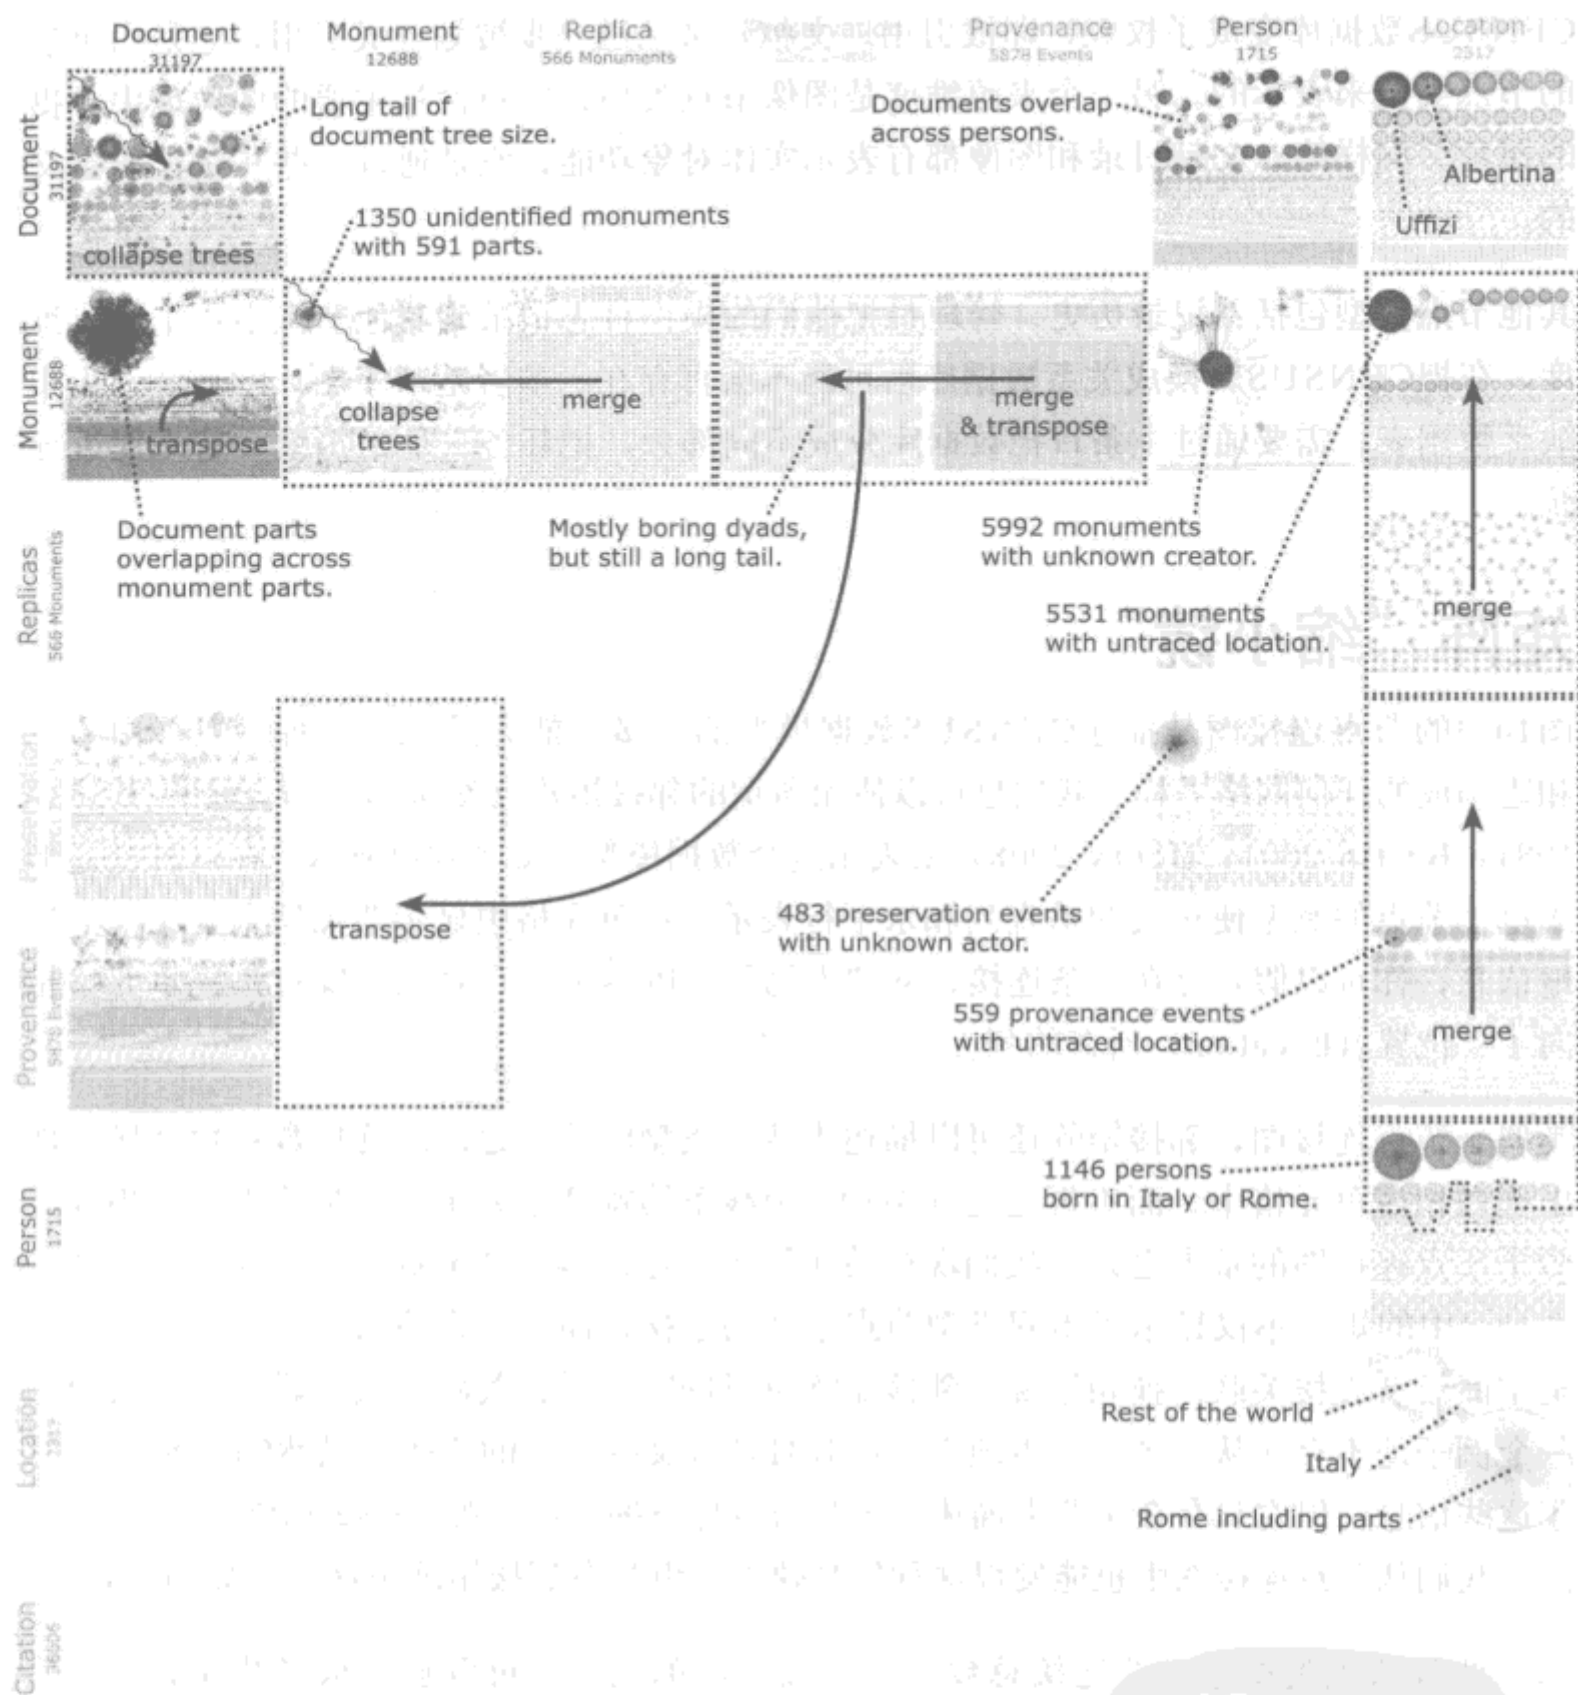 Document
31197
Monument
12688
Replica
566 Monuments
Preservation
Provenance
5878 Events
Person
1715
Location
2317
Document
31197
Long tail of
document tree size.
collapse trees
Documents overlap
across persons.
Albertina
Uffizi
1350 unidentified monuments
with 591 parts.
Monument
12688
transpose
collapse
trees
merge
merge
& transpose
Document parts
overlapping across
monument parts.
Mostly boring dyads,
but still a long tail.
5992 monuments
with unknown creator.
5531 monuments
with untraced location.
merge
Replicas
566 Monuments
Preservation
transpose
483 preservation events
with unknown actor.
Provenance
5878 Events
559 provenance events
with untraced location.
merge
Person
1715
1146 persons
born in Italy or Rome.
Location
2317
Rest of the world
Italy
Rome including parts
Citation